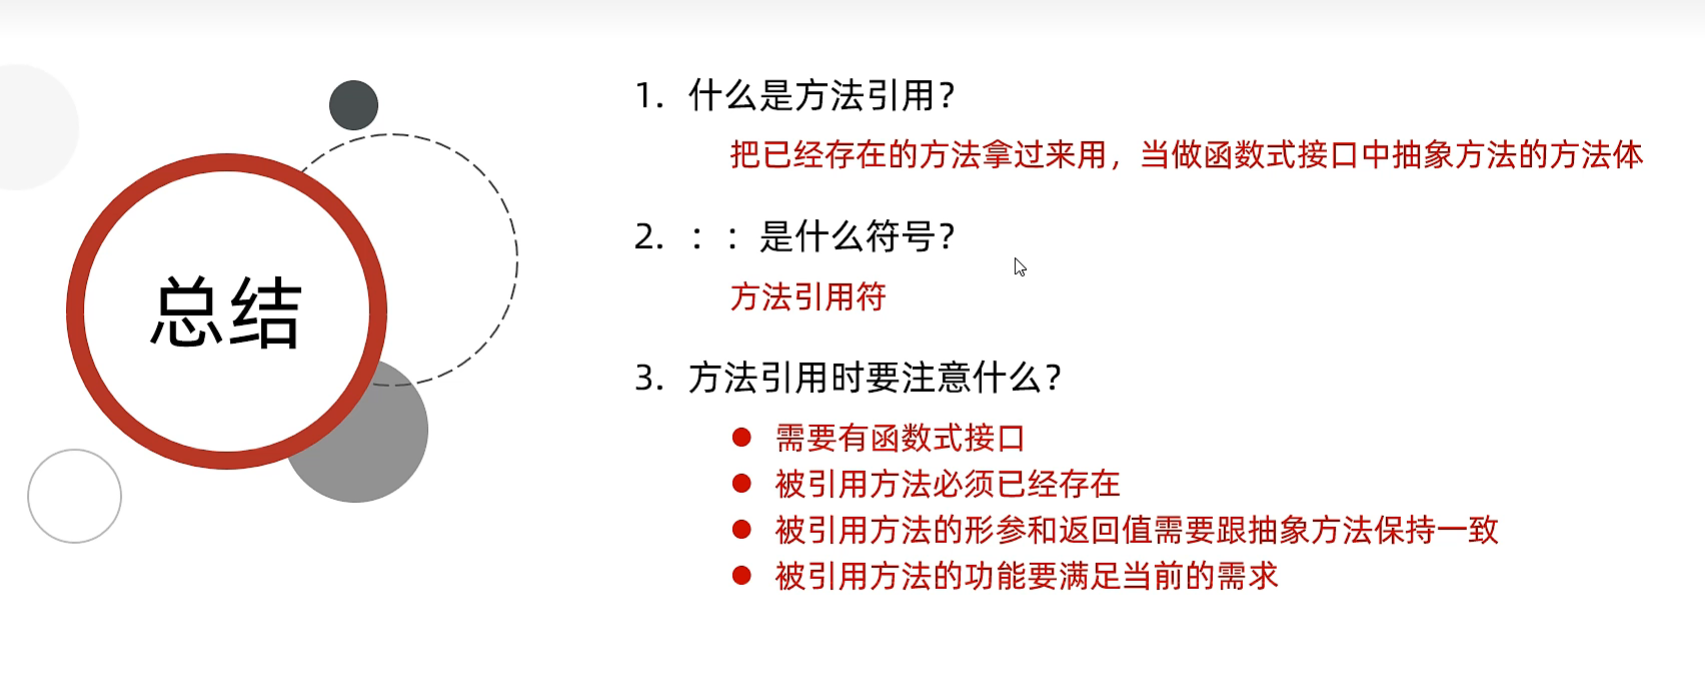 总结
1. 什么是方法引用？
把已经存在的方法拿过来用，当做函数式接口中抽象方法的方法体
2. ：：是什么符号？
方法引用符
3. 方法引用时要注意什么？
● 需要有函数式接口
● 被引用方法必须已经存在
● 被引用方法的形参和返回值需要跟抽象方法保持一致
● 被引用方法的功能要满足当前的需求